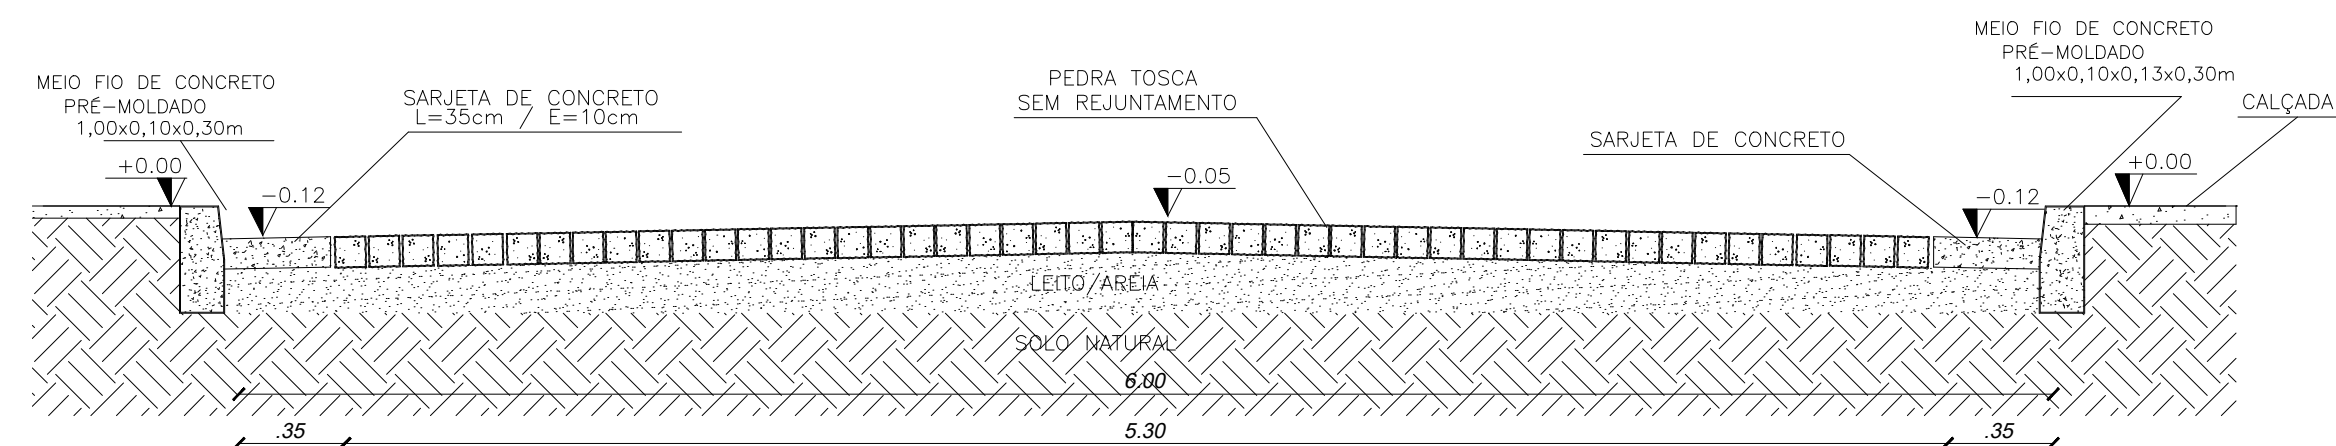 MEIO FIO DE CONCRETO
PRÉ-MOLDADO
1,00x0,10x0,30m
+0.00
-0.12
SARJETA DE CONCRETO
L=35cm / E=10cm
PEDRA TOSCA
SEM REJUNTAMENTO
-0.05
SARJETA DE CONCRETO
MEIO FIO DE CONCRETO
PRÉ-MOLDADO
1,00x0,10x0,13x0,30m
CALÇADA
+0.00
-0.12
LEITO/AREIA
SOLO NATURAL
6.00
.35
5.30
.35